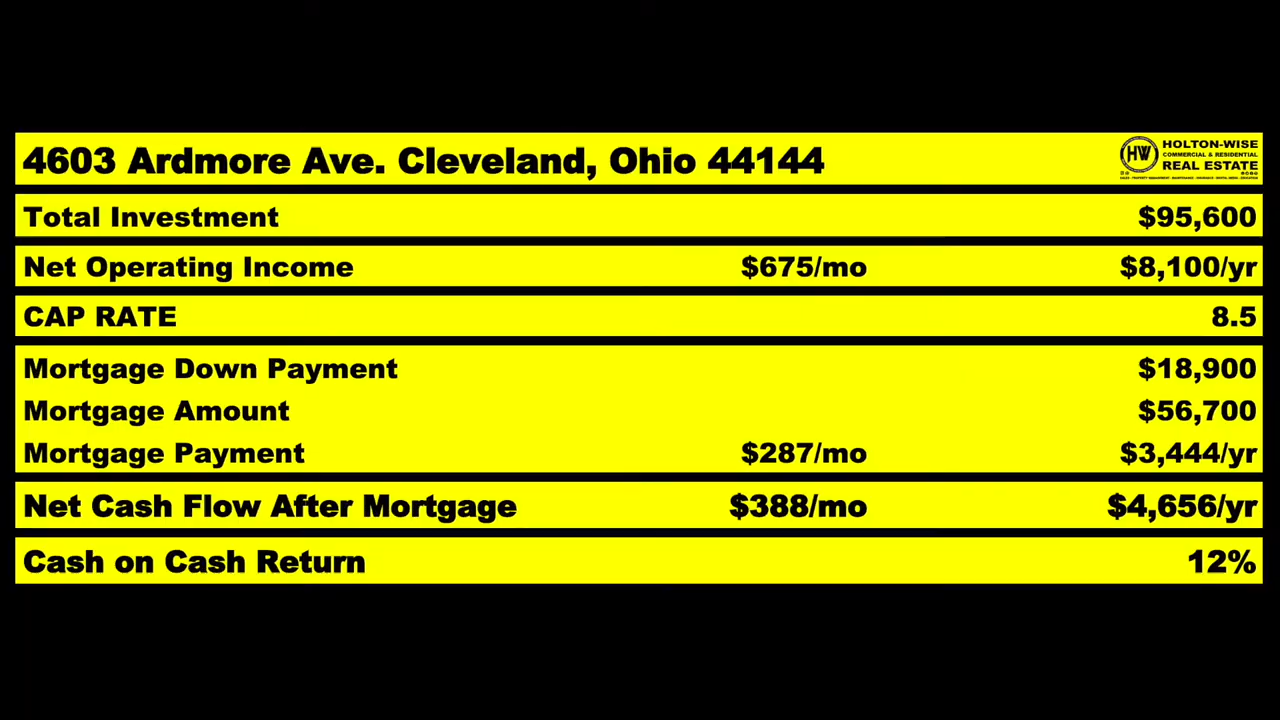 4603 Ardmore Ave. Cleveland, Ohio 44144
HW
HOLTON-WISE
COMMERCIAL & RESIDENTIAL
REAL ESTATE
Total Investment $95,600
Net Operating Income $675/mo $8,100/yr
CAP RATE 8.5
Mortgage Down Payment $18,900
Mortgage Amount $56,700
Mortgage Payment $287/mo $3,444/yr
Net Cash Flow After Mortgage $388/mo $4,656/yr
Cash on Cash Return 12%